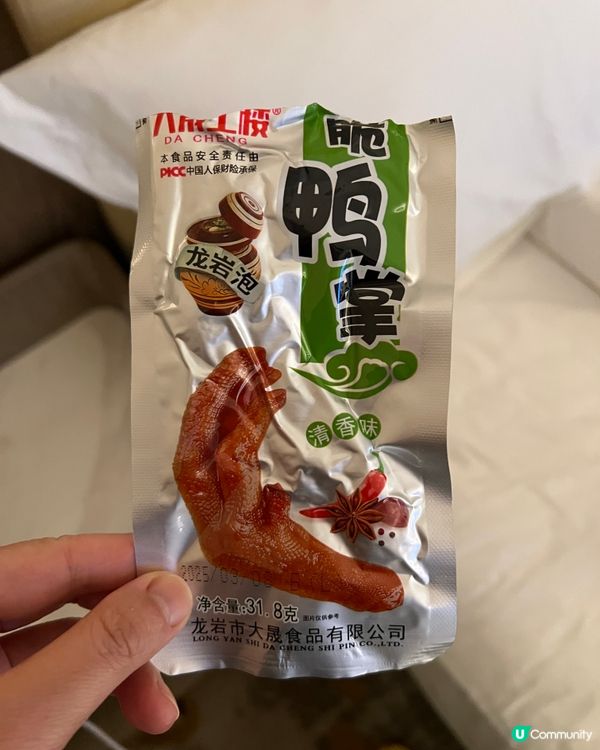 大晟土楼®
DA CHENG
本食品安全责任由
PICC中国人保财险承保
脆鸭掌
龙岩泡
清香味
净含量:31.8克
图片仅供参考
龙岩市大晟食品有限公司
LONG YAN SHI DA CHENG SHI PIN CO.,LTD.
U Community